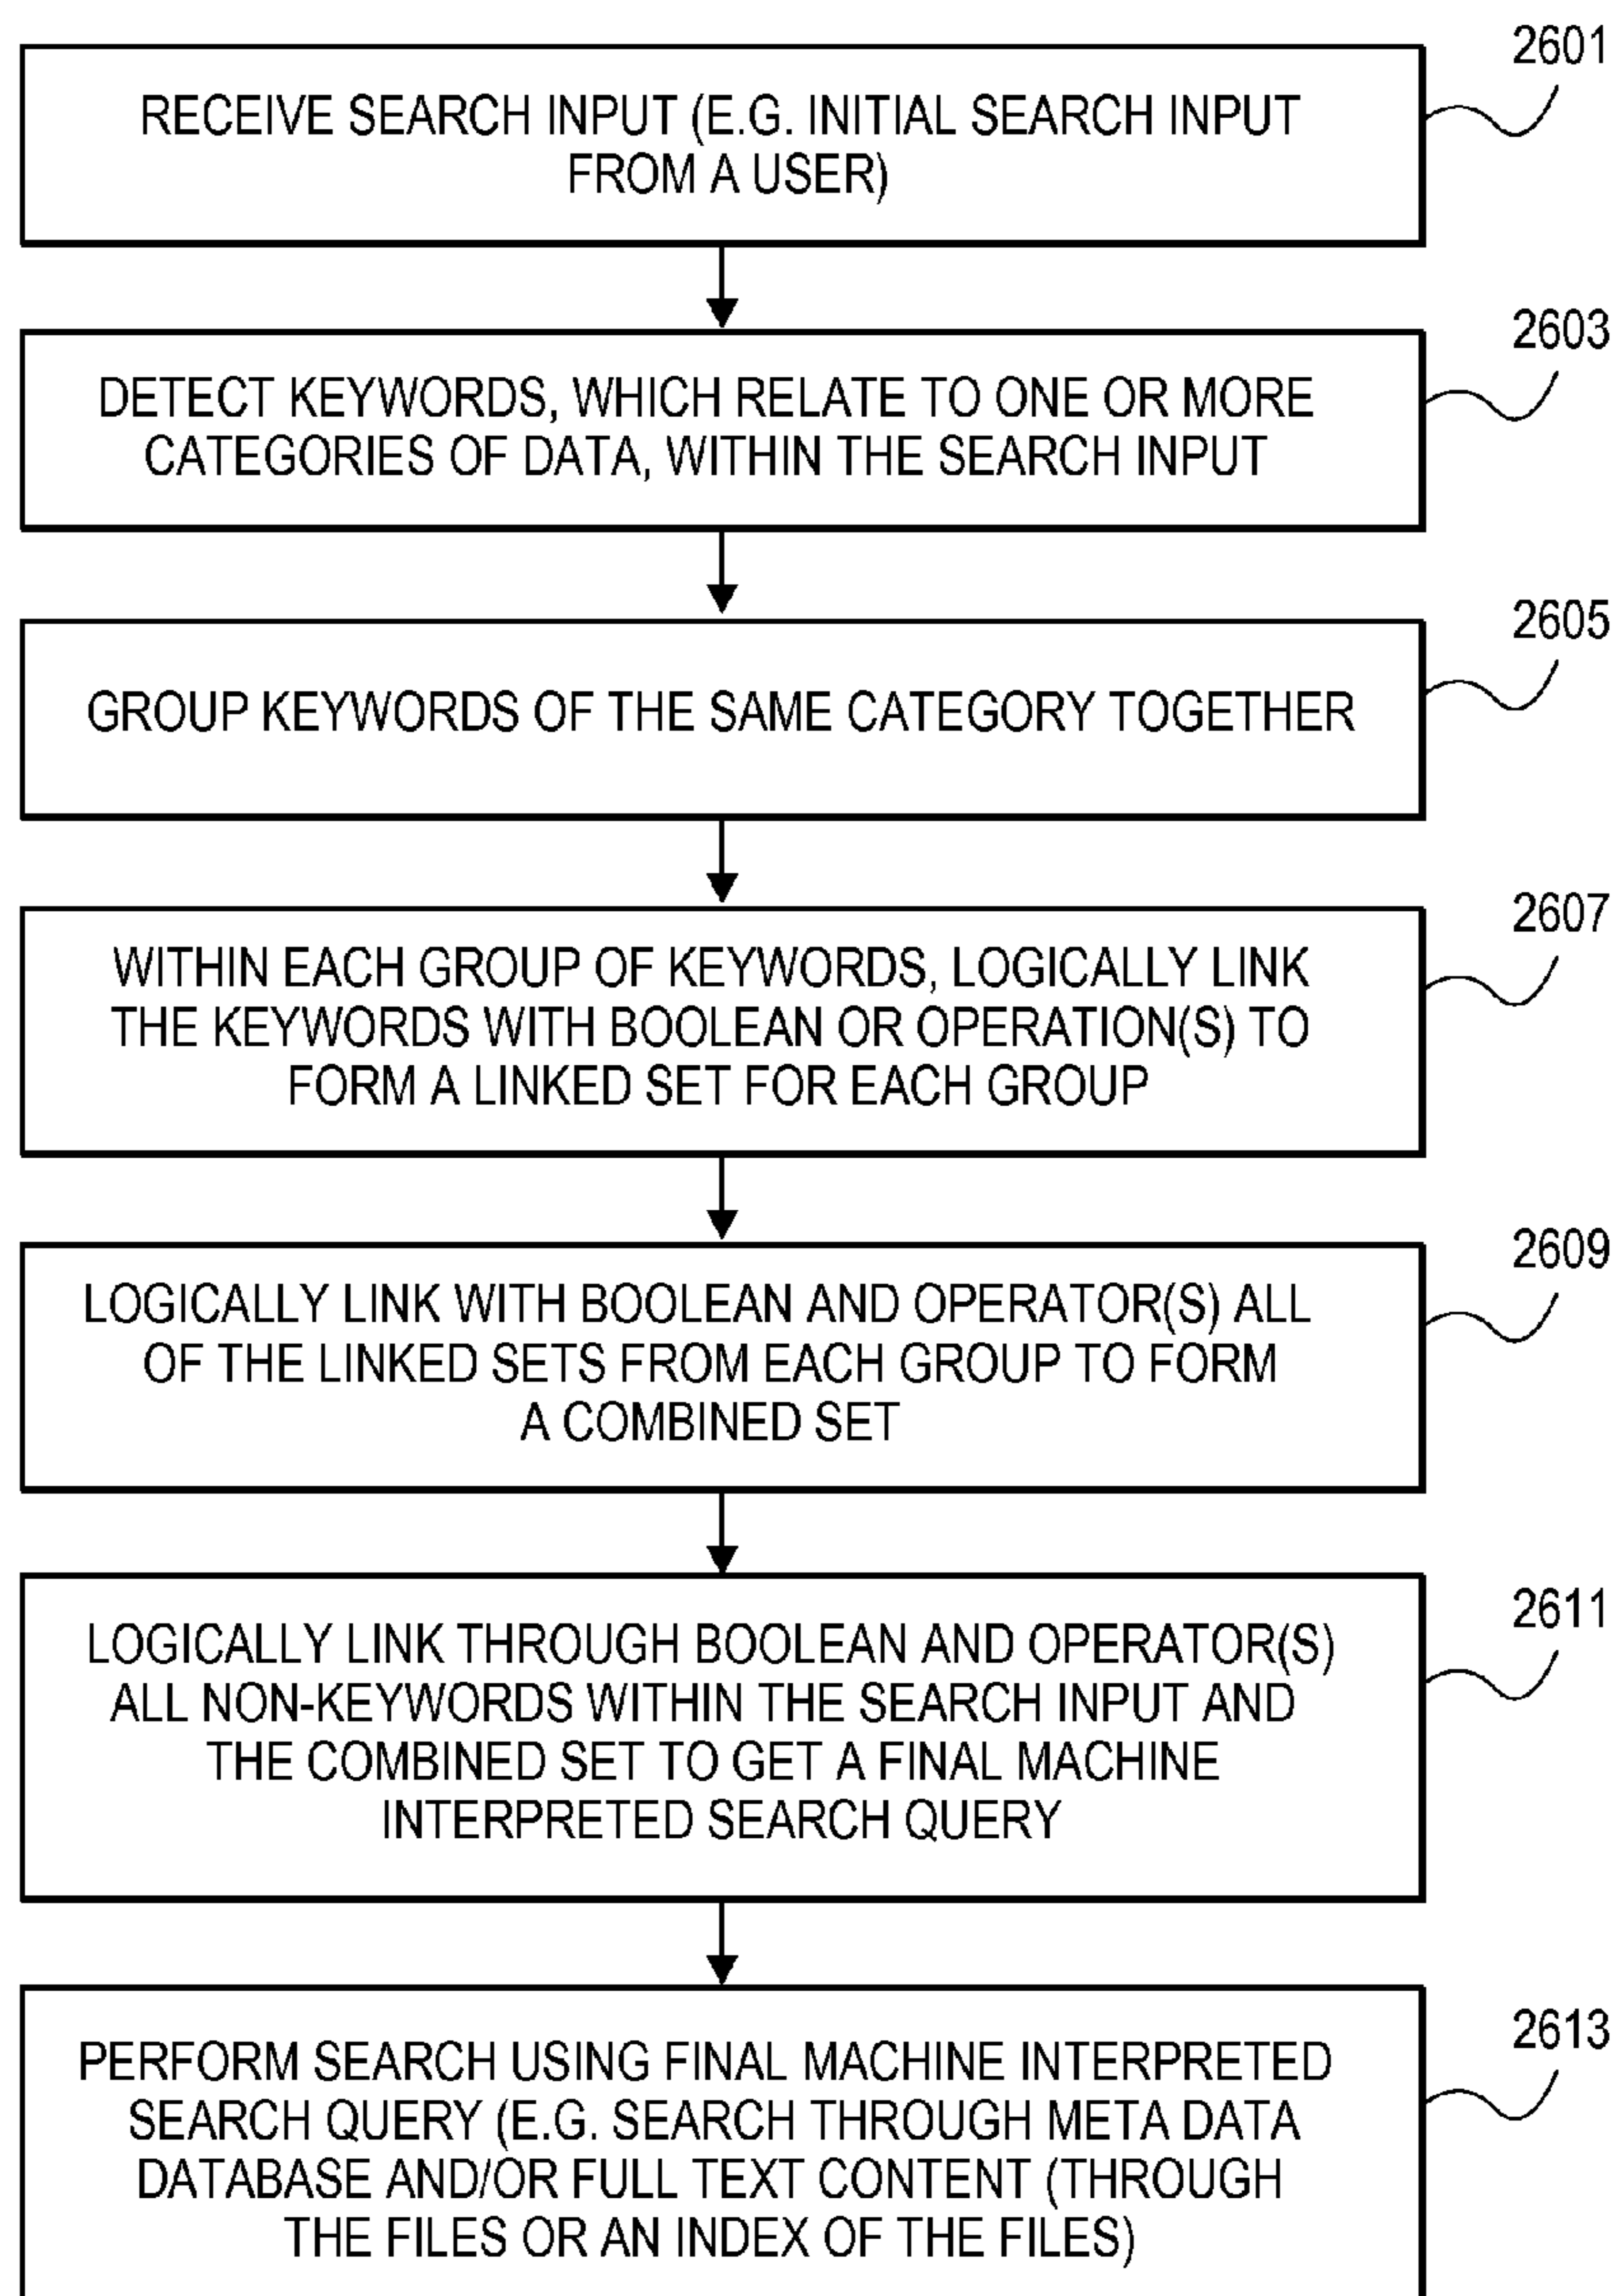 2601
RECEIVE SEARCH INPUT (E.G. INITIAL SEARCH INPUT
FROM A USER)
2603
DETECT KEYWORDS, WHICH RELATE TO ONE OR MORE
CATEGORIES OF DATA, WITHIN THE SEARCH INPUT
2605
GROUP KEYWORDS OF THE SAME CATEGORY TOGETHER
2607
WITHIN EACH GROUP OF KEYWORDS, LOGICALLY LINK
THE KEYWORDS WITH BOOLEAN OR OPERATION(S) TO
FORM A LINKED SET FOR EACH GROUP
2609
LOGICALLY LINK WITH BOOLEAN AND OPERATOR(S) ALL
OF THE LINKED SETS FROM EACH GROUP TO FORM
A COMBINED SET
2611
LOGICALLY LINK THROUGH BOOLEAN AND OPERATOR(S)
ALL NON-KEYWORDS WITHIN THE SEARCH INPUT AND
THE COMBINED SET TO GET A FINAL MACHINE
INTERPRETED SEARCH QUERY
2613
PERFORM SEARCH USING FINAL MACHINE INTERPRETED
SEARCH QUERY (E.G. SEARCH THROUGH META DATA
DATABASE AND/OR FULL TEXT CONTENT (THROUGH
THE FILES OR AN INDEX OF THE FILES)